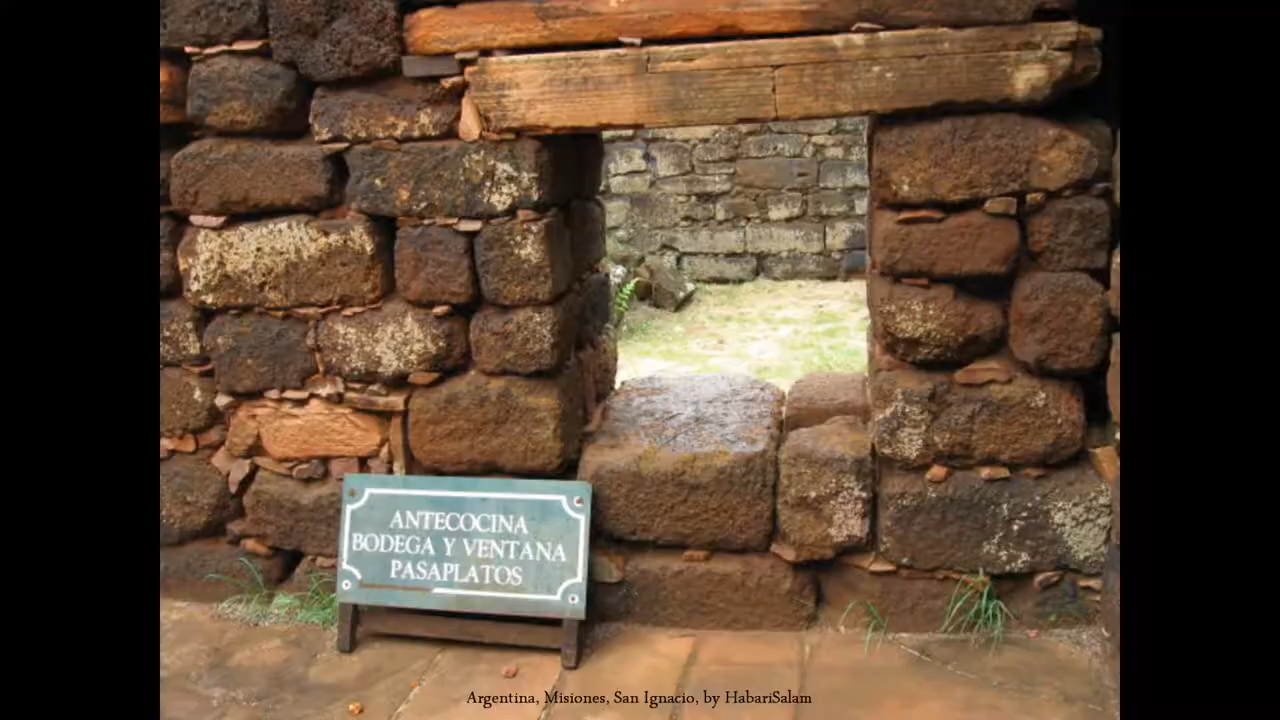 ANTECOCINA
BODEGA Y VENTANA
PASAPLATOS
Argentina, Misiones, San Ignacio, by HabariSalam